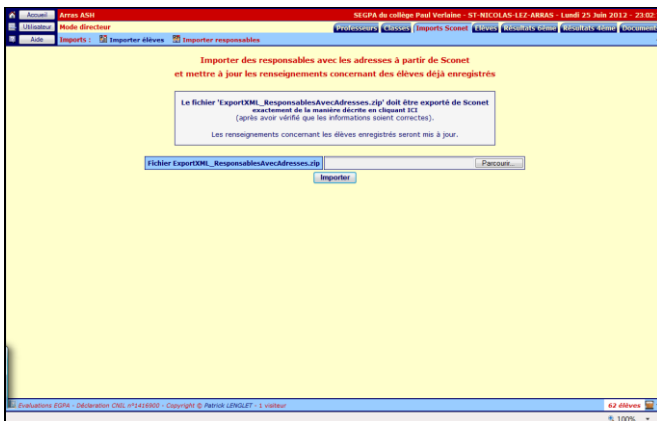 Accueil Arras ASH SEGPA du collège Paul Verlaine - ST-NICOLAS-LEZ-ARRAS - Lundi 25 Juin 2012 - 23:02:
Utilisateur Mode directeur Professeurs Classes Imports Sconet Elèves Résultats 6ème Résultats 4ème Document
Aide Imports : Importer élèves Importer responsables
Importer des responsables avec les adresses à partir de Sconet
et mettre à jour les renseignements concernant des élèves déjà enregistrés
Le fichier 'ExportXML_ResponsablesAvecAdresses.zip' doit être exporté de Sconet
exactement de la manière décrite en cliquant ICI
(après avoir vérifié que les informations soient correctes).
Les renseignements concernant les élèves enregistrés seront mis à jour.
Fichier ExportXML_ResponsablesAvecAdresses.zip Parcourir...
Importer
Evaluations EGPA - Déclaration CNIL n°1416900 - Copyright © Patrick LENGLET - 1 visiteur 62 élèves
100%